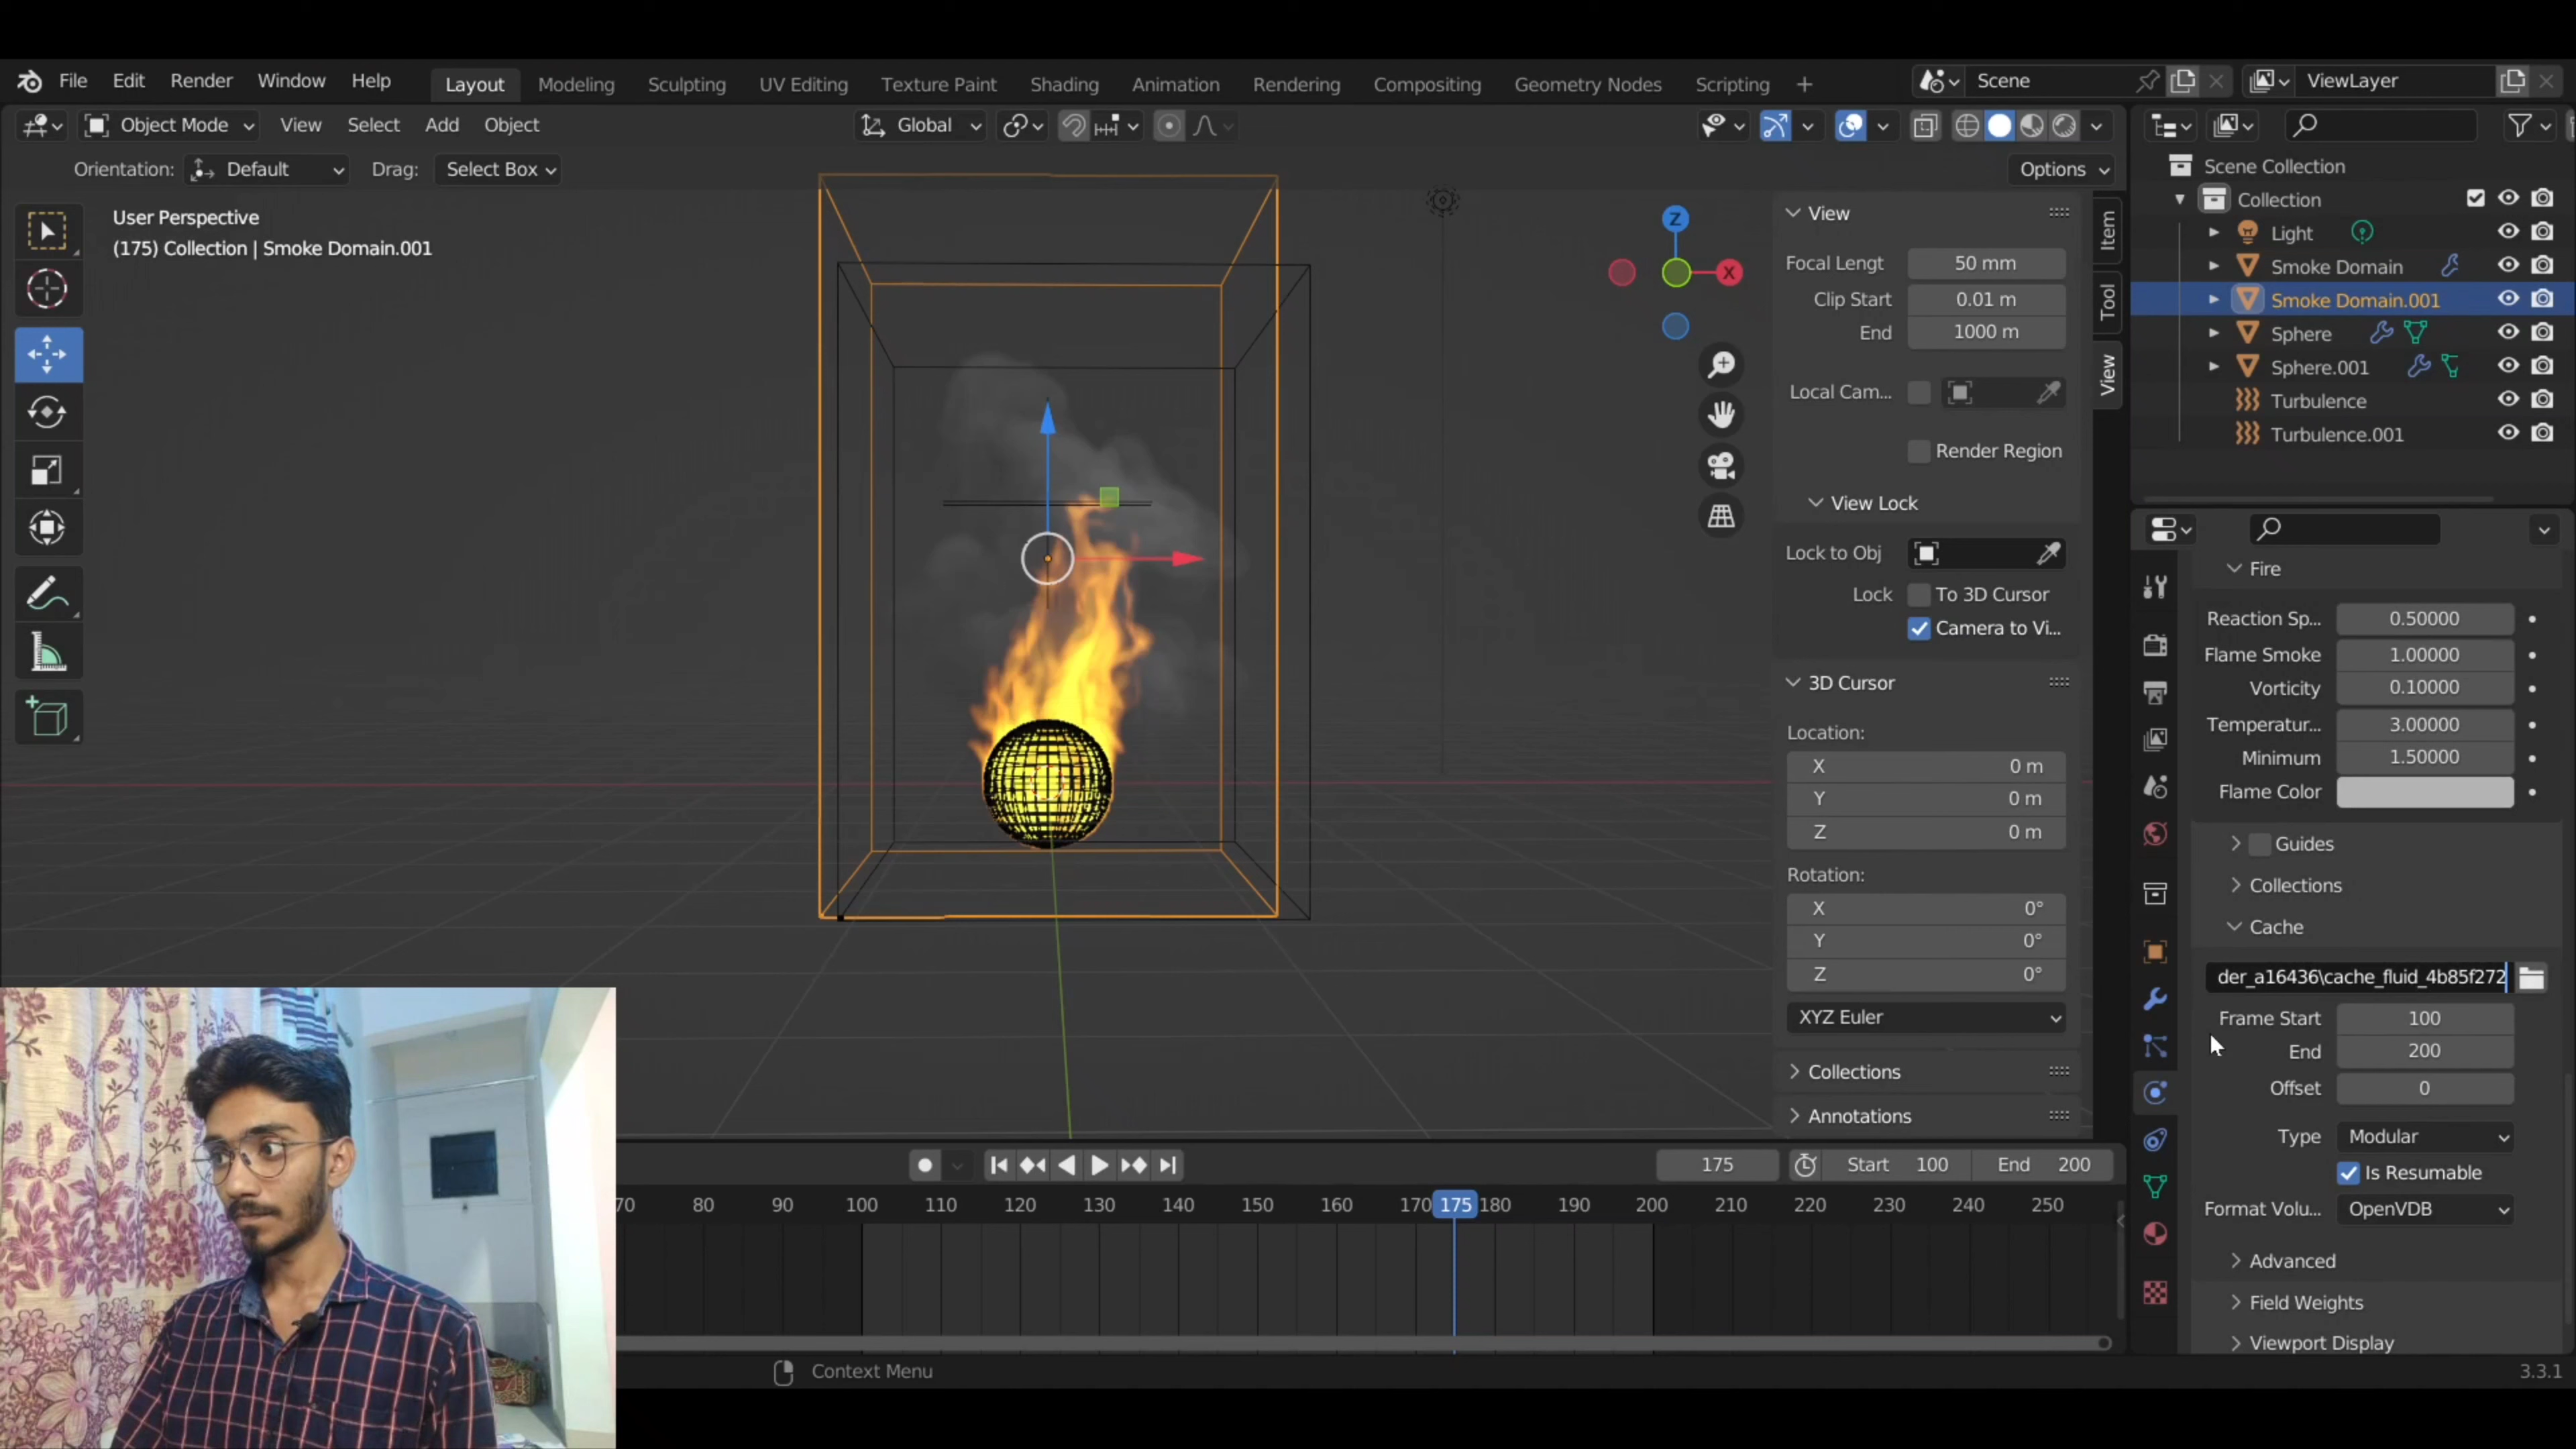 File Edit Render Window Help Layout Modeling Sculpting UV Editing Texture Paint Shading Animation Rendering Compositing Geometry Nodes Scripting + Scene ViewLayer
Object Mode View Select Add Object Global
Orientation: Default Drag: Select Box Options
User Perspective
(175) Collection | Smoke Domain.001
Z
X
View
Focal Lengt 50 mm
Clip Start 0.01 m
End 1000 m
Local Cam...
Render Region
View Lock
Lock to Obj
Lock To 3D Cursor
Camera to Vi...
3D Cursor
Location:
X 0 m
Y 0 m
Z 0 m
Rotation:
X 0°
Y 0°
Z 0°
XYZ Euler
Collections
Annotations
Item
Tool
View
Scene Collection
Collection
Light
Smoke Domain
Smoke Domain.001
Sphere
Sphere.001
Turbulence
Turbulence.001
Fire
Reaction Sp... 0.50000
Flame Smoke 1.00000
Vorticity 0.10000
Temperatur... 3.00000
Minimum 1.50000
Flame Color
Guides
Collections
Cache
der_a16436\cache_fluid_4b85f272
Frame Start 100
End 200
Offset 0
Type Modular
Is Resumable
Format Volu... OpenVDB
Advanced
Field Weights
Viewport Display
175 Start 100 End 200
70 80 90 100 110 120 130 140 150 160 170 175 180 190 200 210 220 230 240 250
Context Menu
3.3.1